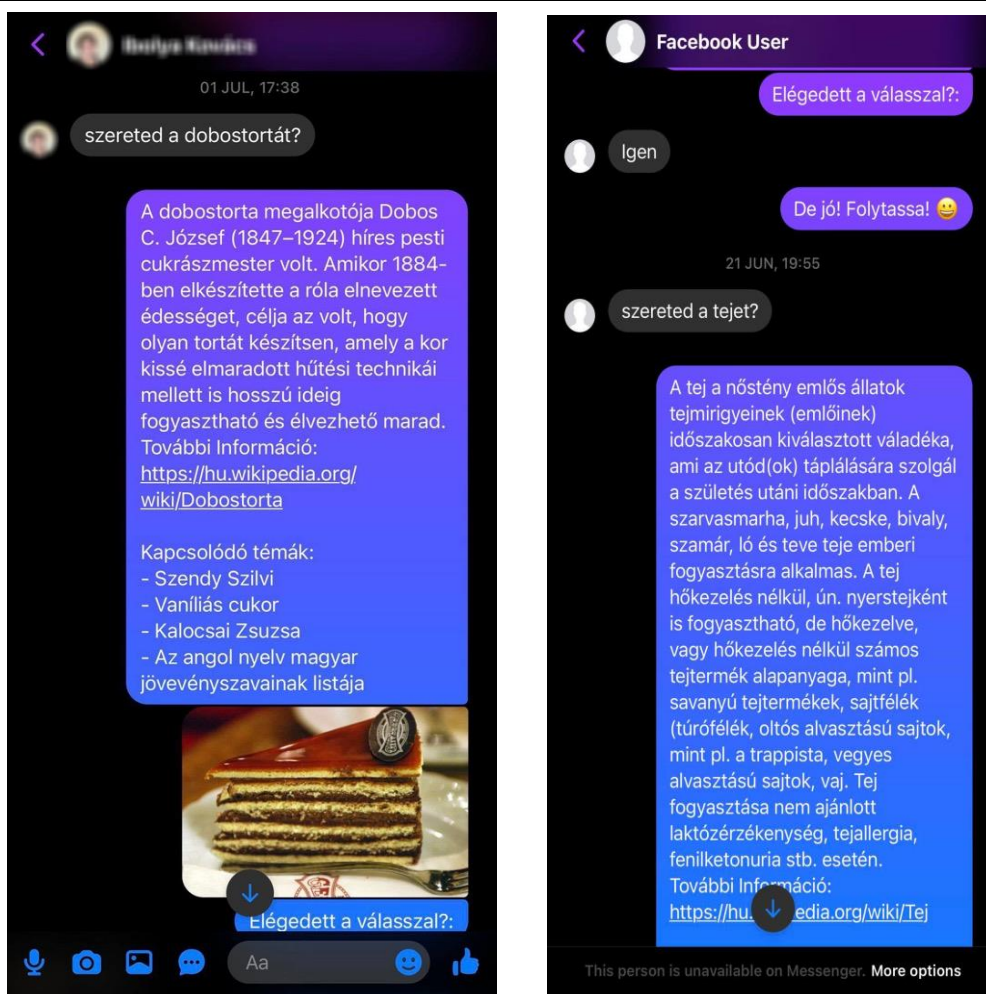 01 JUL, 17:38
szereted a dobostortát?
A dobostorta megalkotója Dobos
C. József (1847–1924) híres pesti
cukrászmester volt. Amikor 1884-
ben elkészítette a róla elnevezett
édességet, célja az volt, hogy
olyan tortát készítsen, amely a kor
kissé elmaradott hűtési technikái
mellett is hosszú ideig
fogyasztható és élvezhető marad.
További Információ:
https://hu.wikipedia.org/
wiki/Dobostorta
Kapcsolódó témák:
- Szendy Szilvi
- Vaníliás cukor
- Kalocsai Zsuzsa
- Az angol nyelv magyar
jövevényszavainak listája
Elégedett a válasszal?:
Aa
Facebook User
Elégedett a válasszal?:
Igen
De jó! Folytassa! 😀
21 JUN, 19:55
szereted a tejet?
A tej a nőstény emlős állatok
tejmirigyeinek (emlőinek)
időszakosan kiválasztott váladéka,
ami az utód(ok) táplálására szolgál
a születés utáni időszakban. A
szarvasmarha, juh, kecske, bivaly,
szamár, ló és teve teje emberi
fogyasztásra alkalmas. A tej
hőkezelés nélkül, ún. nyerstejként
is fogyasztható, de hőkezelve,
vagy hőkezelés nélkül számos
tejtermék alapanyaga, mint pl.
savanyú tejtermékek, sajtfélék
(túrófélék, oltós alvasztású sajtok,
mint pl. a trappista, vegyes
alvasztású sajtok, vaj. Tej
fogyasztása nem ajánlott
laktózérzékenység, tejallergia,
fenilketonuria stb. esetén.
További Információ:
https://hu. edia.org/wiki/Tej
This person is unavailable on Messenger. More options